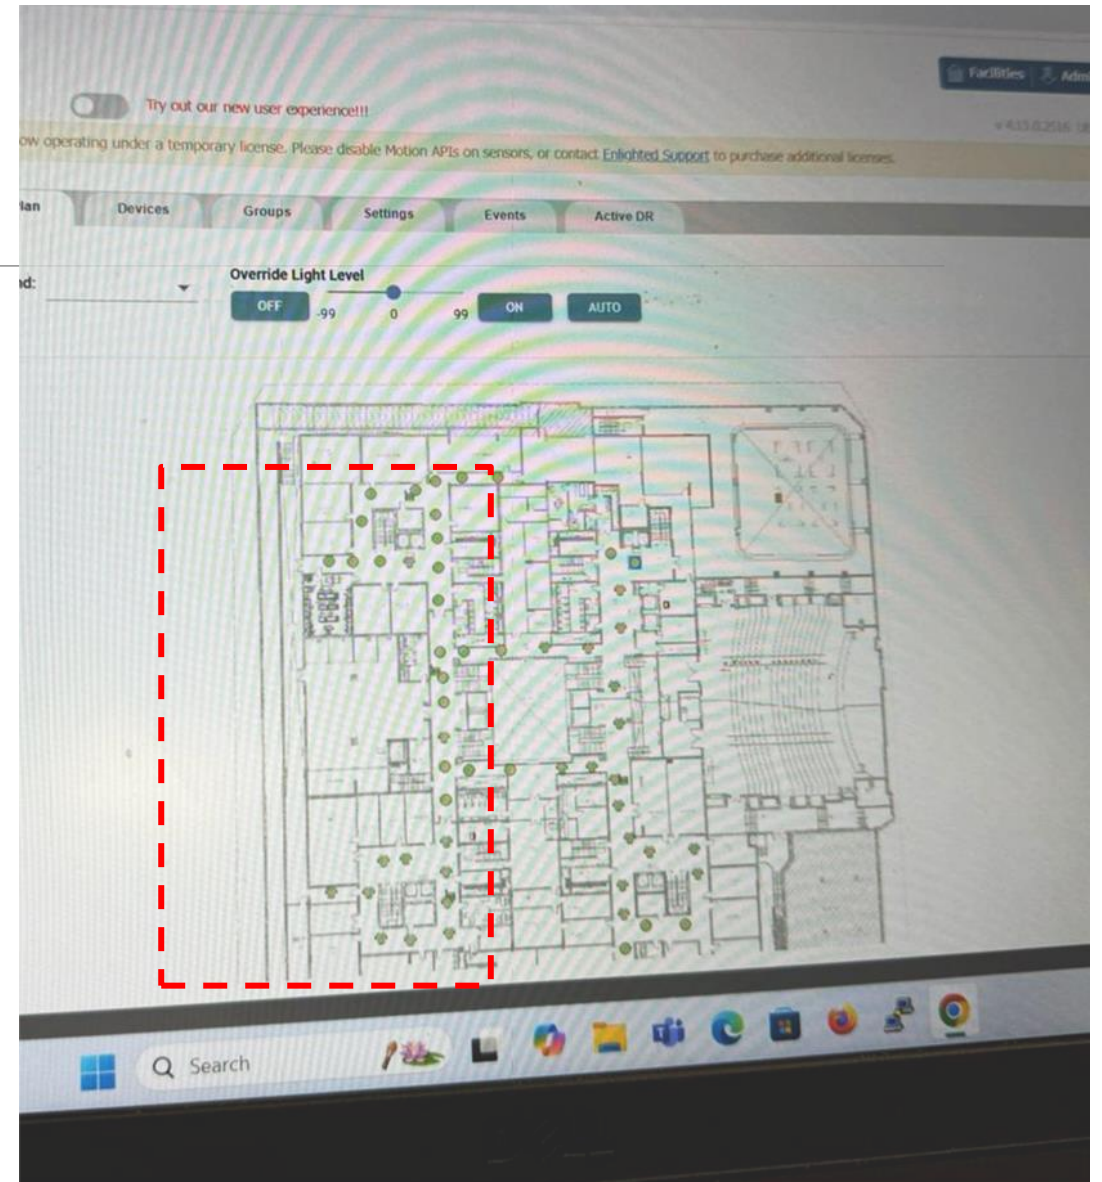 Facilities
Try out our new user experience!!!
ow operating under a temporary license. Please disable Motion APIs on sensors, or contact Enlighted Support to purchase additional licenses.
lan Devices Groups Settings Events Active DR
nd:
Override Light Level
OFF -99 0 99 ON AUTO
Search